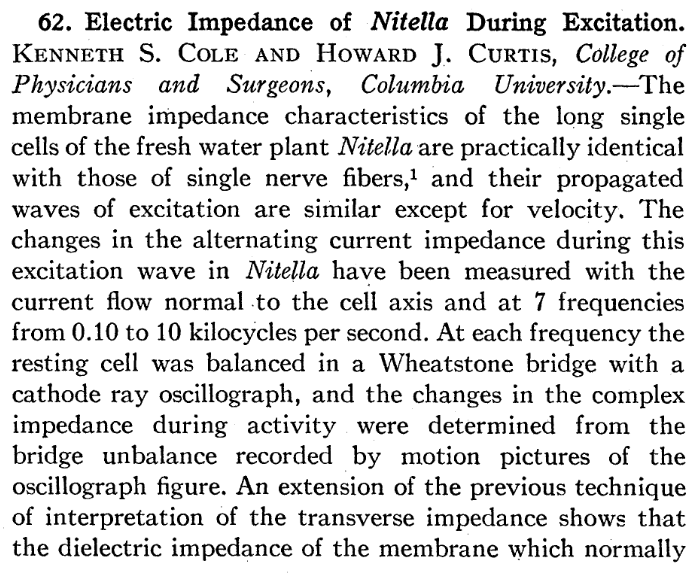 62. Electric Impedance of Nitella During Excitation.
KENNETH S. COLE AND HOWARD J. CURTIS, College of
Physicians and Surgeons, Columbia University.—The
membrane impedance characteristics of the long single
cells of the fresh water plant Nitella are practically identical
with those of single nerve fibers,¹ and their propagated
waves of excitation are similar except for velocity. The
changes in the alternating current impedance during this
excitation wave in Nitella have been measured with the
current flow normal to the cell axis and at 7 frequencies
from 0.10 to 10 kilocycles per second. At each frequency the
resting cell was balanced in a Wheatstone bridge with a
cathode ray oscillograph, and the changes in the complex
impedance during activity were determined from the
bridge unbalance recorded by motion pictures of the
oscillograph figure. An extension of the previous technique
of interpretation of the transverse impedance shows that
the dielectric impedance of the membrane which normally